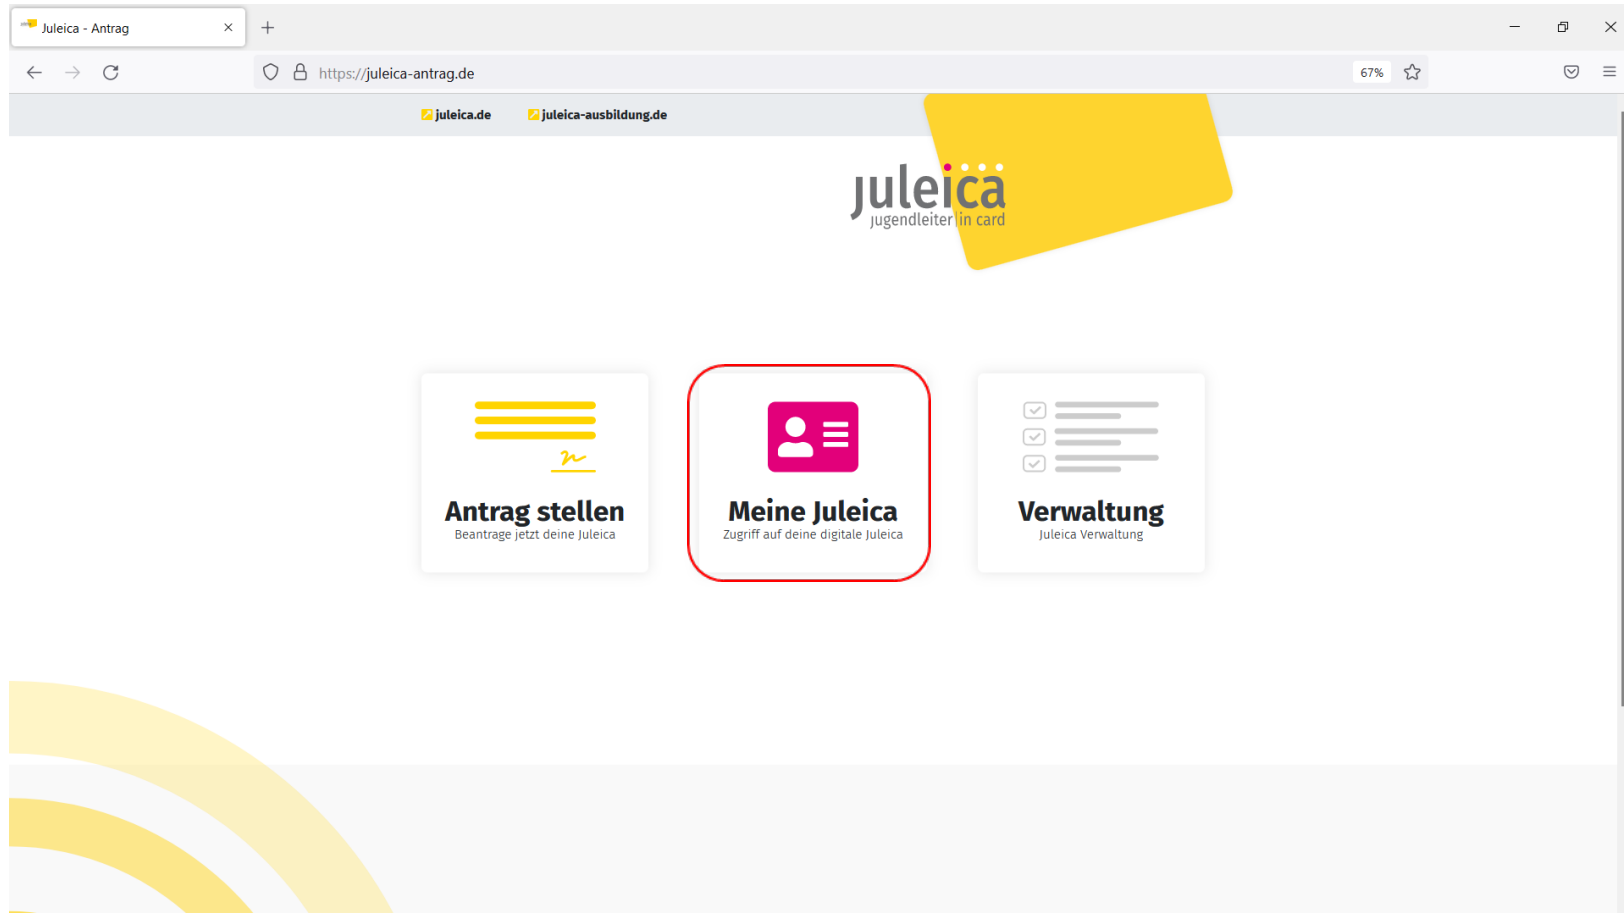 Juleica - Antrag
https://juleica-antrag.de
67%
juleica.de
juleica-ausbildung.de
juleica
jugendleiter|in card
Antrag stellen
Beantrage jetzt deine Juleica
Meine Juleica
Zugriff auf deine digitale Juleica
Verwaltung
Juleica Verwaltung